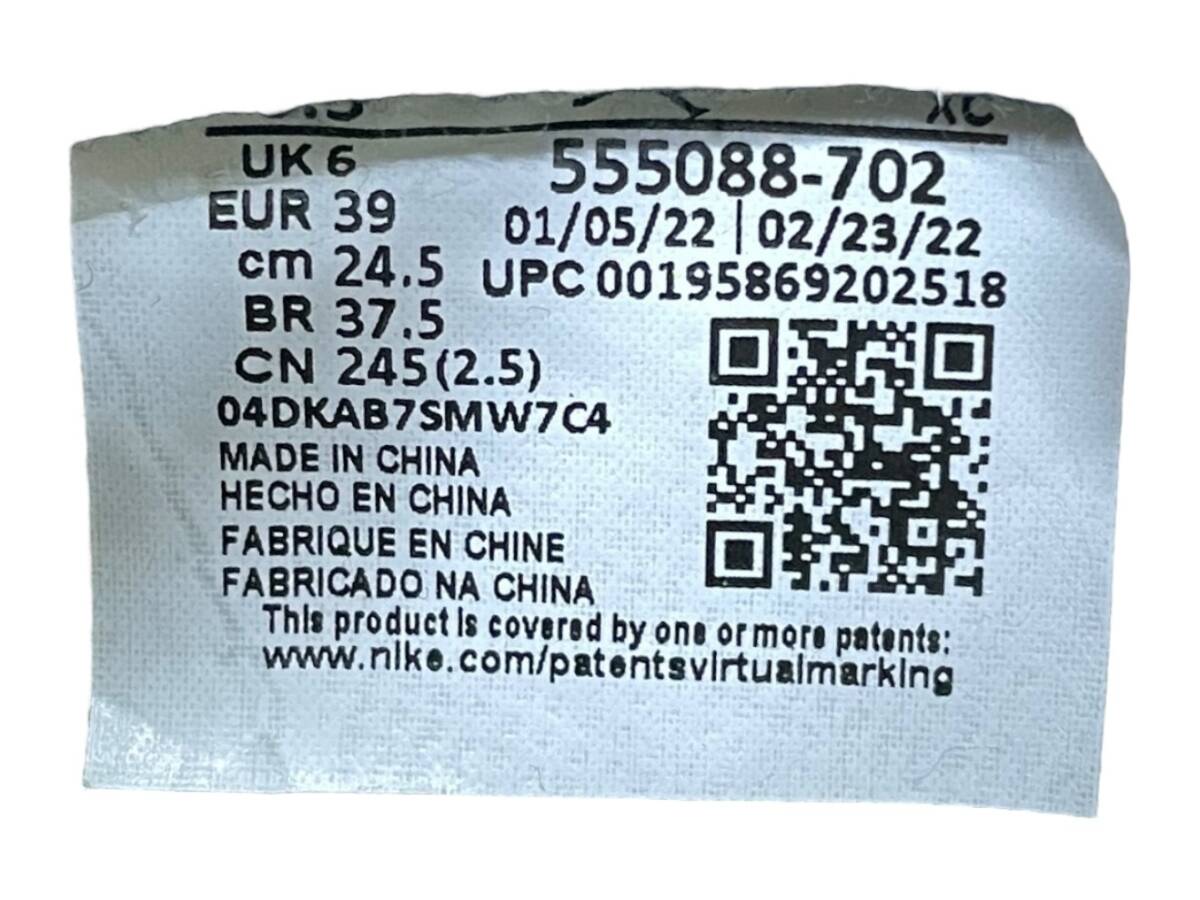 UK 6
555088-702
EUR 39
01/05/22 | 02/23/22
cm 24.5
UPC 00195869202518
BR 37.5
CN 245(2.5)
04DKAB7SMW7C4
MADE IN CHINA
HECHO EN CHINA
FABRIQUE EN CHINE
FABRICADO NA CHINA
This product is covered by one or more patents:
www.nike.com/patentsvirtualmarking